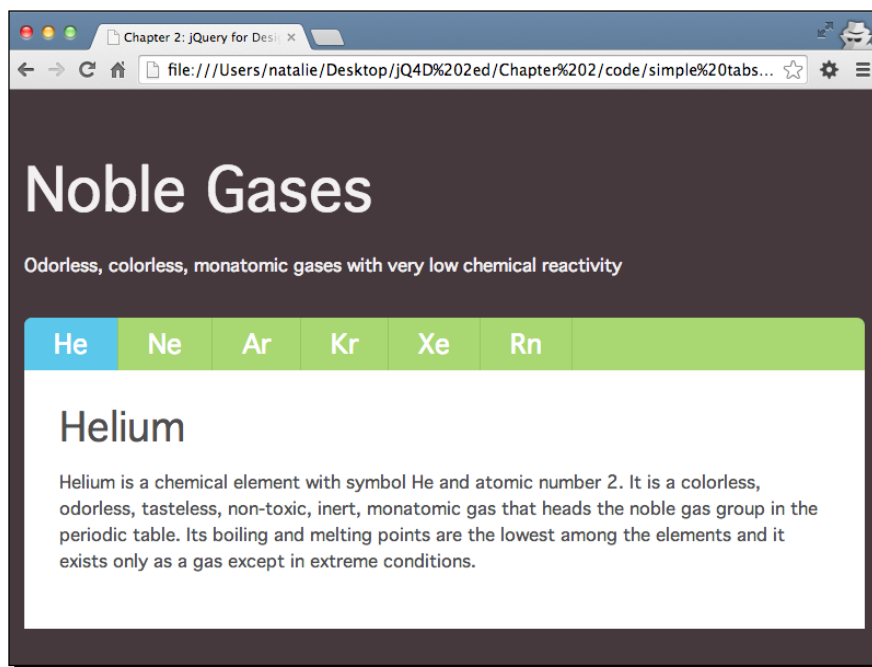 Chapter 2: jQuery for Desi
file:///Users/natalie/Desktop/jQ4D%202ed/Chapter%202/code/simple%20tabs...
Noble Gases
Odorless, colorless, monatomic gases with very low chemical reactivity
He Ne Ar Kr Xe Rn
Helium
Helium is a chemical element with symbol He and atomic number 2. It is a colorless,
odorless, tasteless, non-toxic, inert, monatomic gas that heads the noble gas group in the
periodic table. Its boiling and melting points are the lowest among the elements and it
exists only as a gas except in extreme conditions.